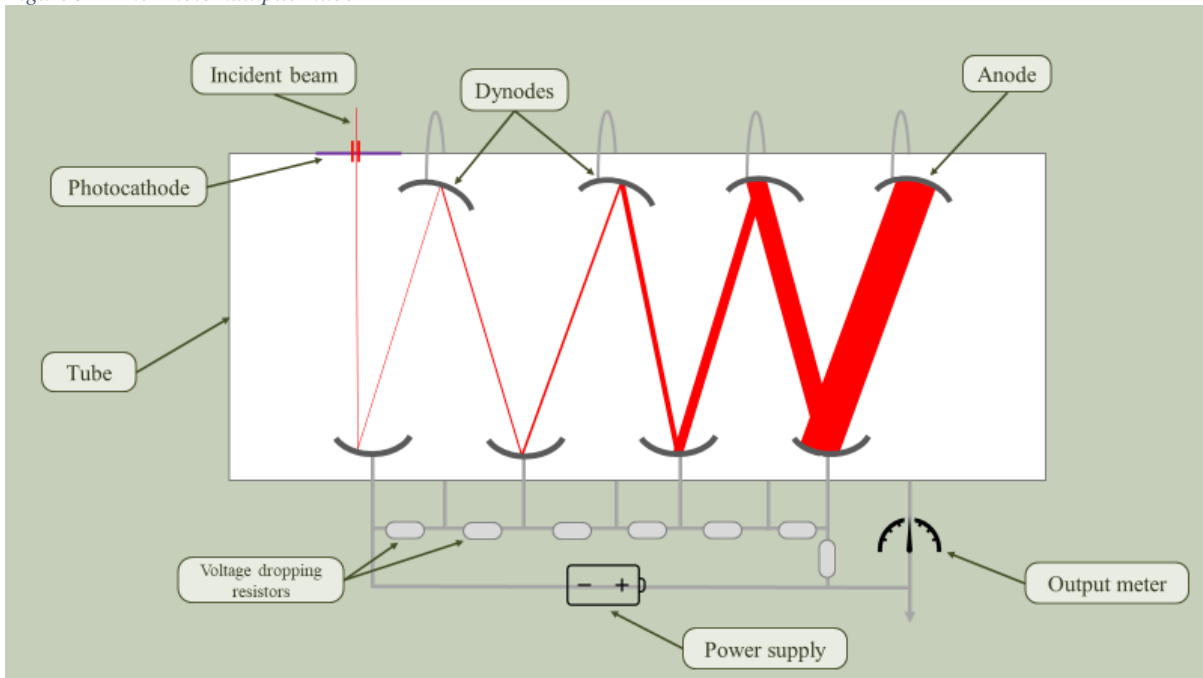 Incident beam
Dynodes
Anode
Photocathode
Tube
Voltage dropping
resistors
− +
Output meter
Power supply